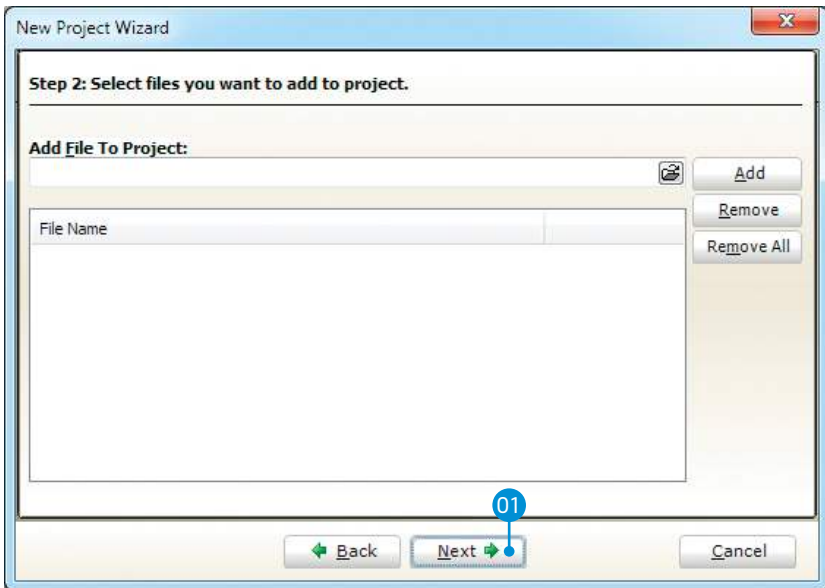 New Project Wizard
Step 2: Select files you want to add to project.
Add File To Project:
Add
Remove
File Name
Remove All
01
Back Next Cancel